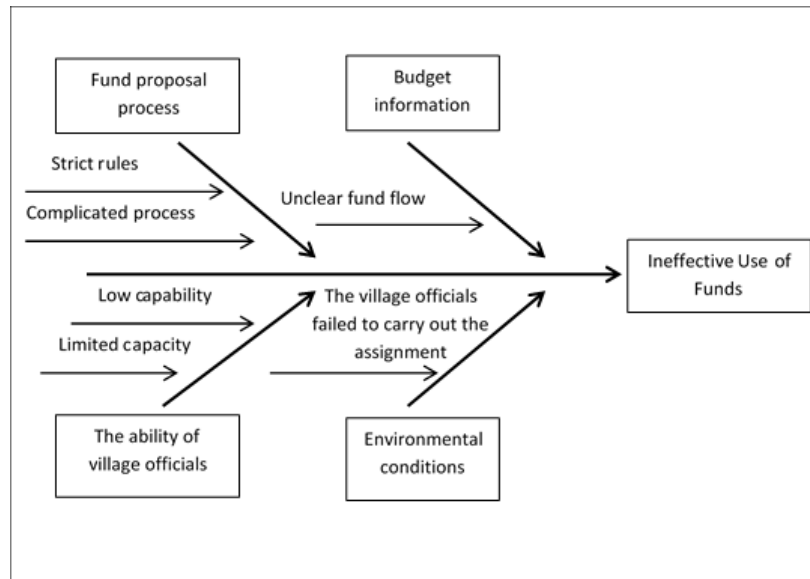 Fund proposal
process
Budget
information
Strict rules
Complicated process
Unclear fund flow
Ineffective Use of
Funds
Low capability
Limited capacity
The village officials
failed to carry out the
assignment
The ability of
village officials
Environmental
conditions